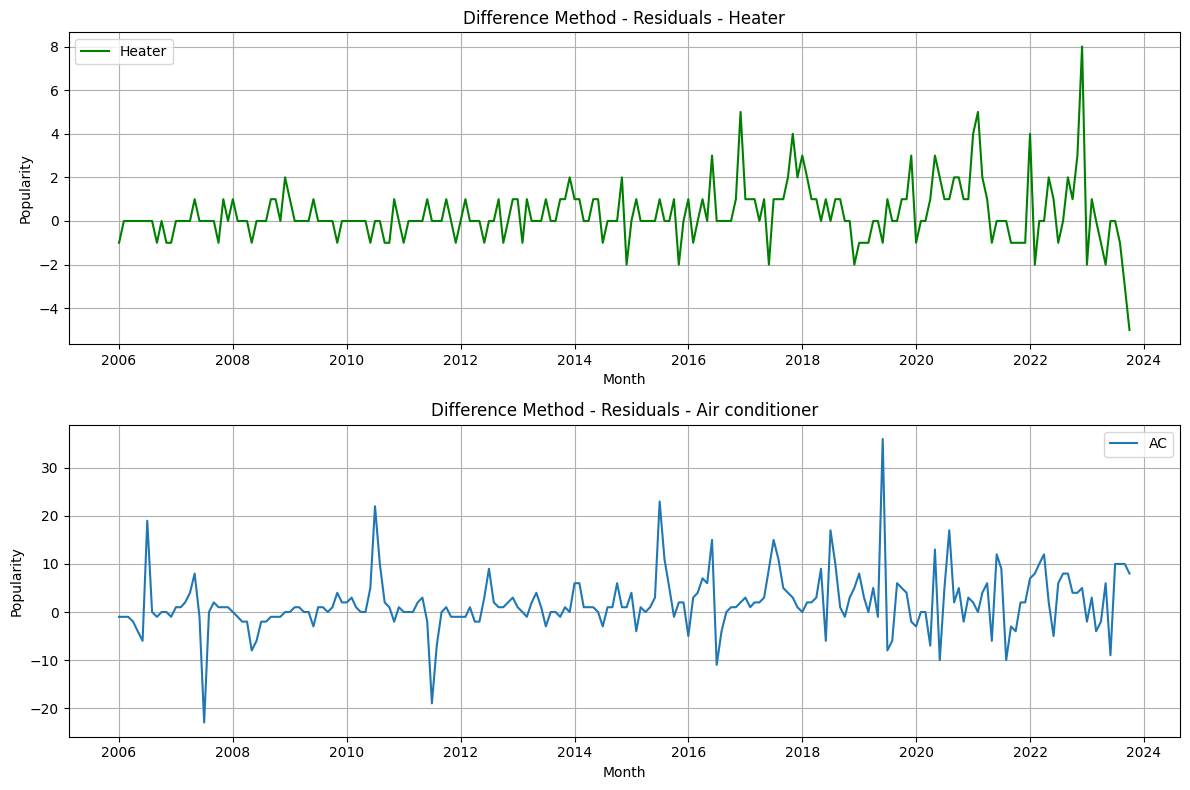 Difference Method - Residuals - Heater
Heater
8
6
4
2
0
−2
−4
Popularity
2006 2008 2010 2012 2014 2016 2018 2020 2022 2024
Month
Difference Method - Residuals - Air conditioner
AC
30
20
10
0
−10
−20
Popularity
2006 2008 2010 2012 2014 2016 2018 2020 2022 2024
Month